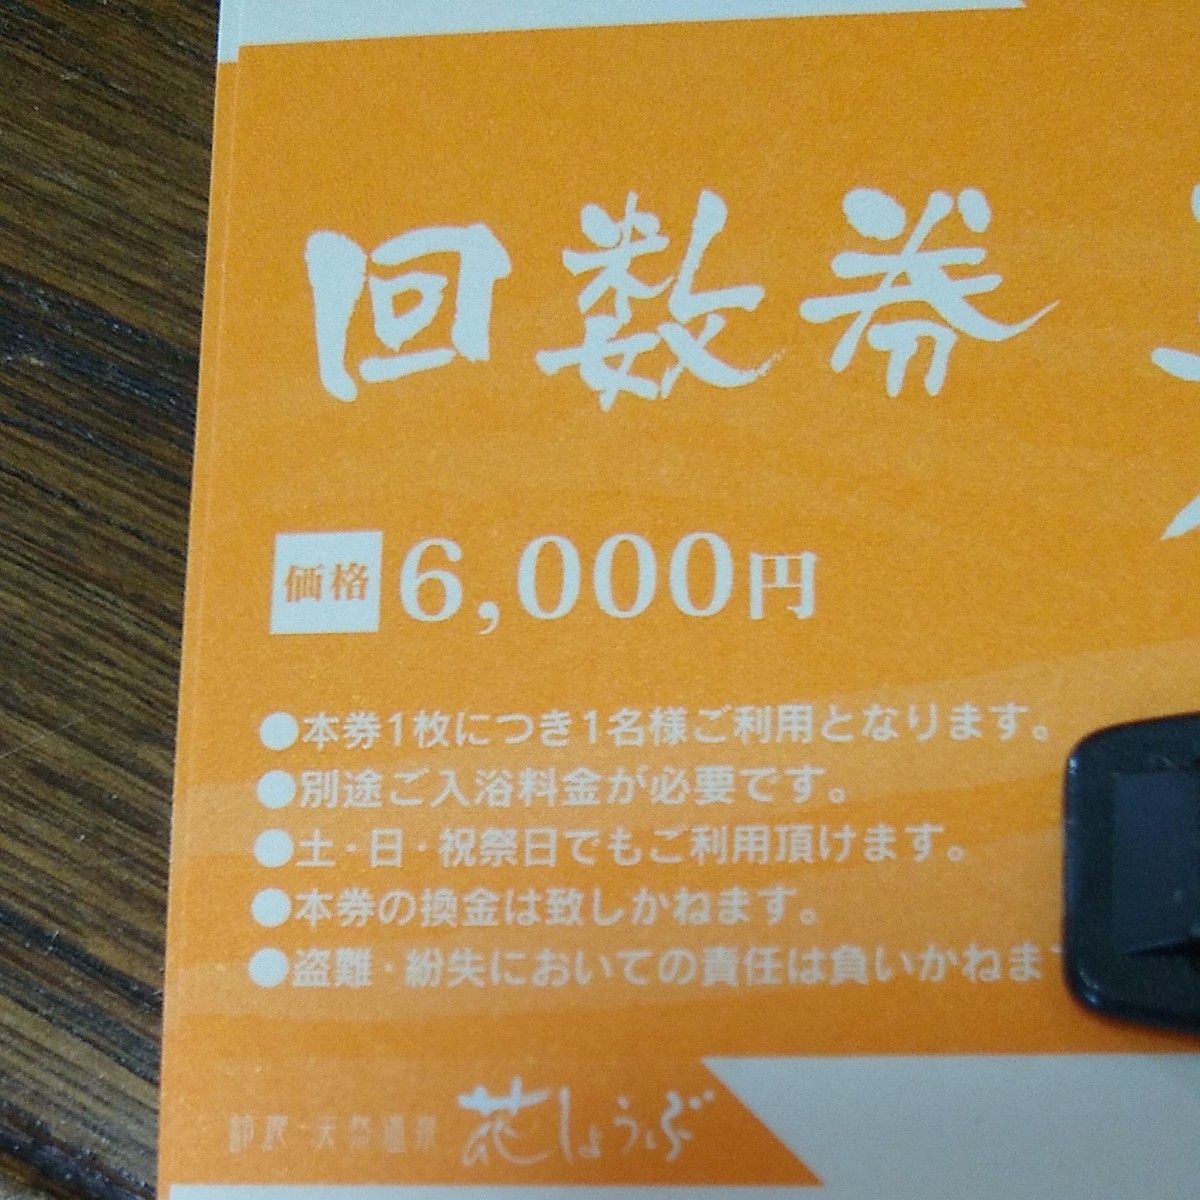 回数券
価格 6,000円
●本券1枚につき1名様ご利用となります。
●別途ご入浴料金が必要です。
●土・日・祝祭日でもご利用頂けます。
●本券の換金は致しかねます。
●盗難・紛失においての責任は負いかねま
天然温泉 花しょうぶ